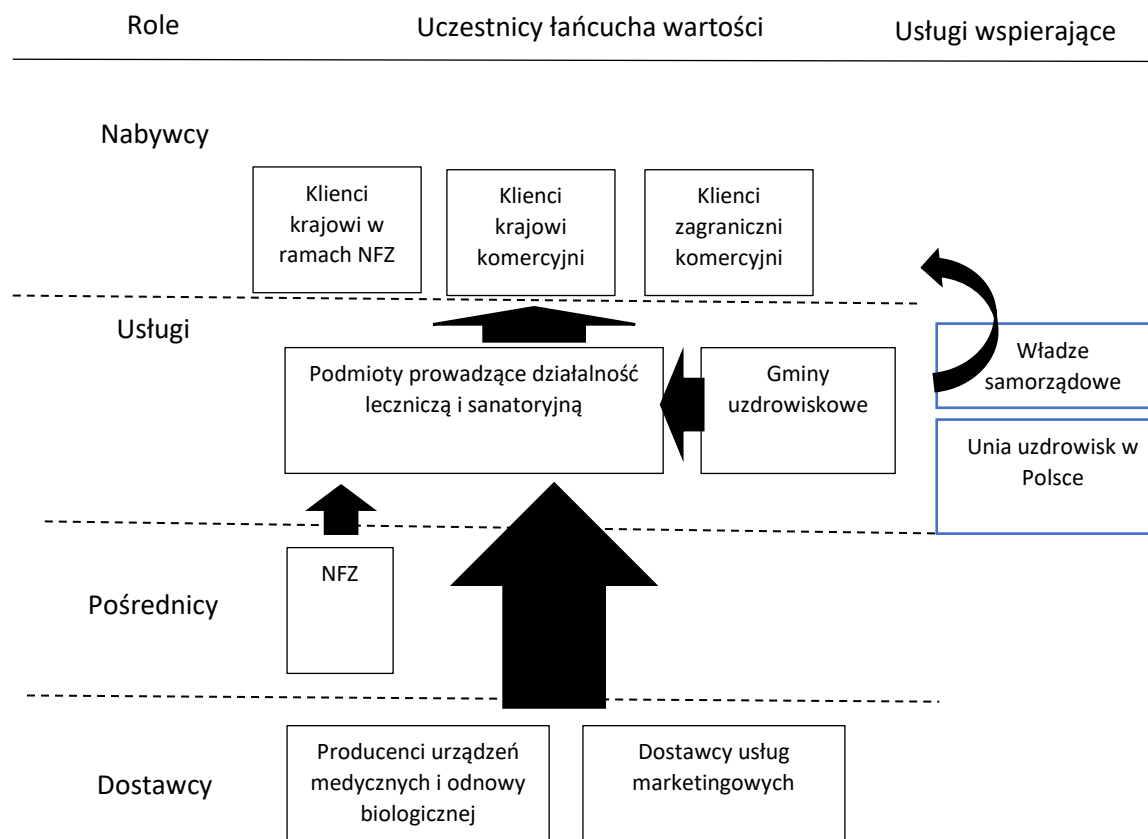 Role
Uczestnicy łańcucha wartości
Usługi wspierające
Nabywcy
Klienci
krajowi w
ramach NFZ
Klienci
krajowi
komercyjni
Klienci
zagraniczni
komercyjni
Usługi
Podmioty prowadzące działalność
leczniczą i sanatoryjną
Gminy
uzdrowiskowe
Władze
samorządowe
Unia uzdrowisk w
Polsce
NFZ
Pośrednicy
Producenci urządzeń
medycznych i odnowy
biologicznej
Dostawcy usług
marketingowych
Dostawcy